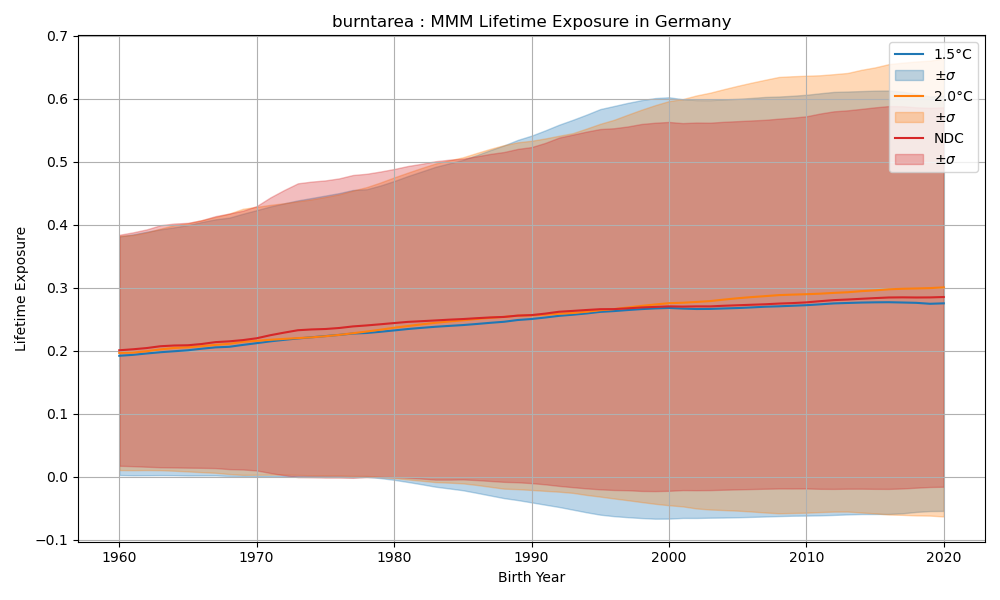 burntarea : MMM Lifetime Exposure in Germany
0.7
0.6
0.5
0.4
0.3
0.2
0.1
0.0
−0.1
Lifetime Exposure
1.5°C
±σ
2.0°C
±σ
NDC
±σ
1960 1970 1980 1990 2000 2010 2020
Birth Year